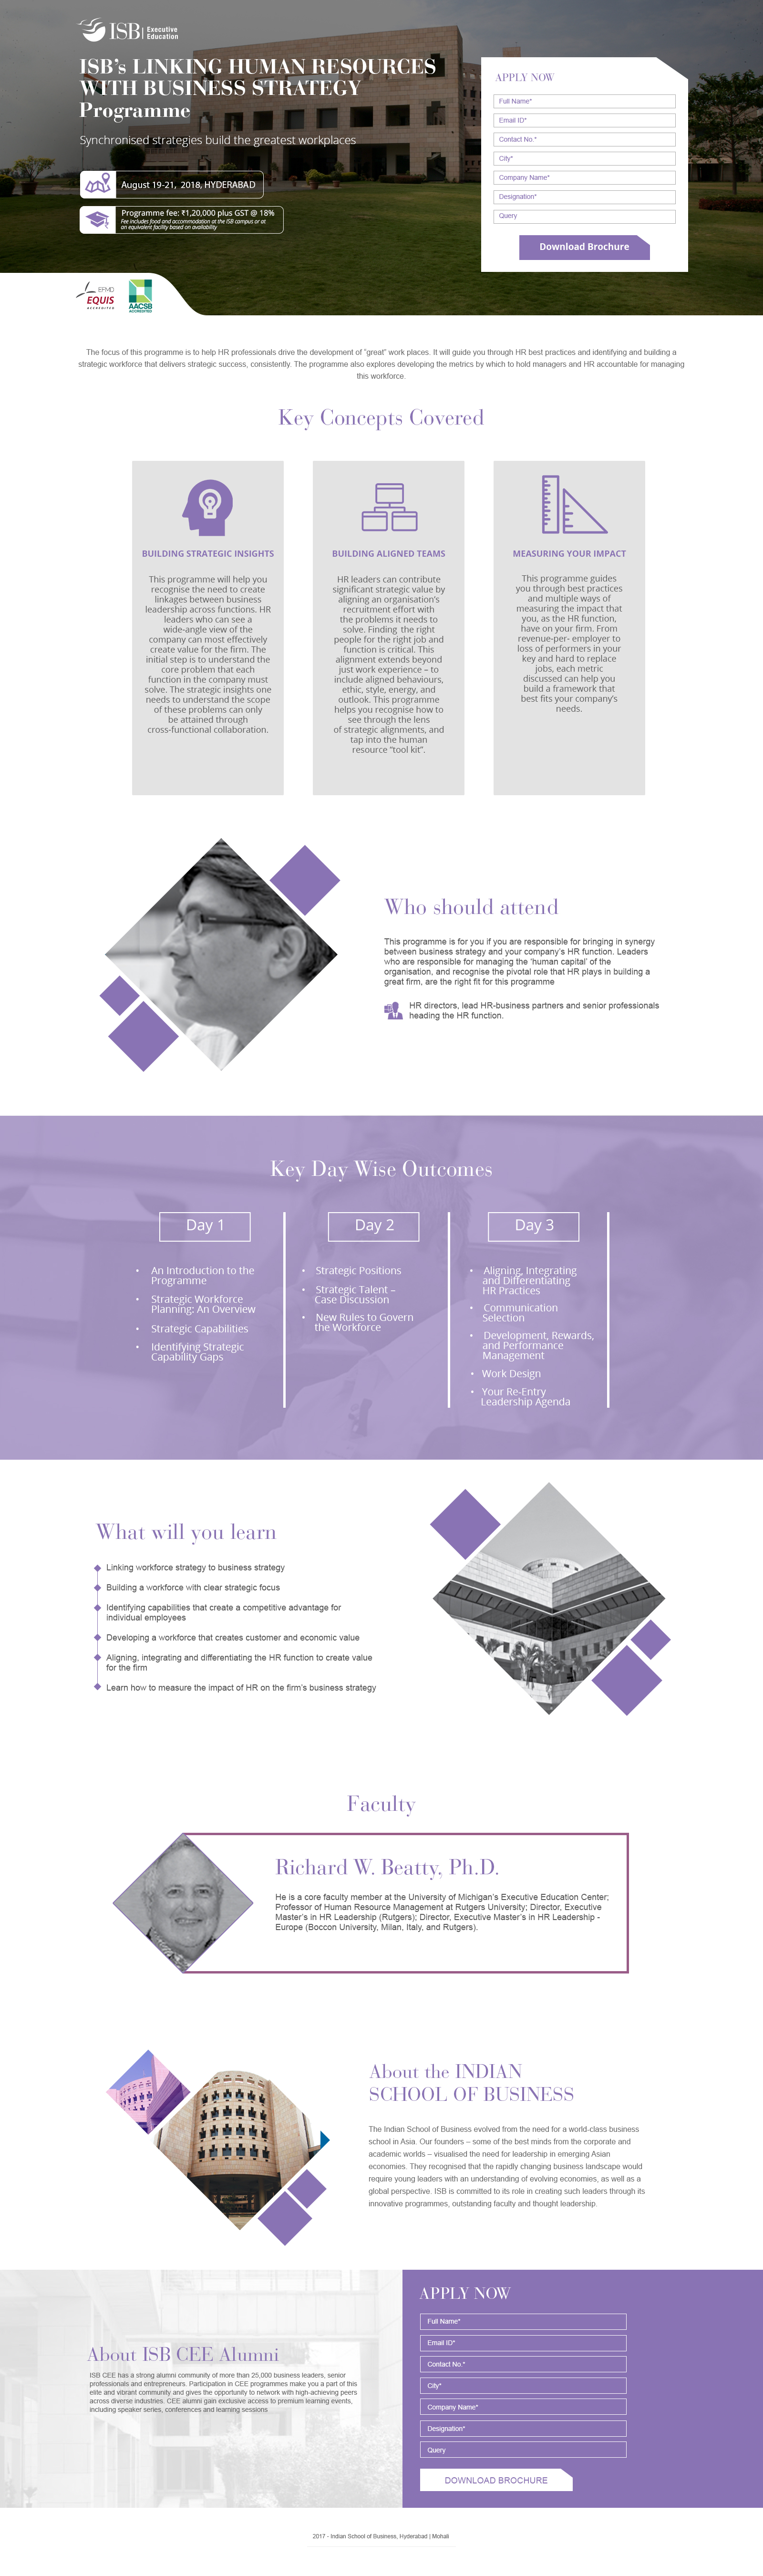 ISB Executive
Education
ISB's LINKING HUMAN RESOURCES
WITH BUSINESS STRATEGY
Programme
Synchronised strategies build the greatest workplaces
August 19-21, 2018, HYDERABAD
Programme fee: ₹1,20,000 plus GST @ 18%
Fee includes food and accommodation at the ISB campus or at
an equivalent facility based on availability
APPLY NOW
Full Name*
Email ID*
Contact No.*
City*
Company Name*
Designation*
Query
Download Brochure
EFMD
EQUIS
ACCREDITED
AACSB
ACCREDITED
The focus of this programme is to help HR professionals drive the development of "great" work places. It will guide you through HR best practices and identifying and building a
strategic workforce that delivers strategic success, consistently. The programme also explores developing the metrics by which to hold managers and HR accountable for managing
this workforce.
Key Concepts Covered
BUILDING STRATEGIC INSIGHTS
This programme will help you
recognise the need to create
linkages between business
leadership across functions. HR
leaders who can see a
wide-angle view of the
company can most effectively
create value for the firm. The
initial step is to understand the
core problem that each
function in the company must
solve. The strategic insights one
needs to understand the scope
of these problems can only
be attained through
cross-functional collaboration.
BUILDING ALIGNED TEAMS
HR leaders can contribute
significant strategic value by
aligning an organisation's
recruitment effort with
the problems it needs to
solve. Finding the right
people for the right job and
function is critical. This
alignment extends beyond
just work experience – to
include aligned behaviours,
ethic, style, energy, and
outlook. This programme
helps you recognise how to
see through the lens
of strategic alignments, and
tap into the human
resource "tool kit".
MEASURING YOUR IMPACT
This programme guides
you through best practices
and multiple ways of
measuring the impact that
you, as the HR function,
have on your firm. From
revenue-per- employer to
loss of performers in your
key and hard to replace
jobs, each metric
discussed can help you
build a framework that
best fits your company's
needs.
Who should attend
This programme is for you if you are responsible for bringing in synergy
between business strategy and your company's HR function. Leaders
who are responsible for managing the 'human capital' of the
organisation, and recognise the pivotal role that HR plays in building a
great firm, are the right fit for this programme
HR directors, lead HR-business partners and senior professionals
heading the HR function.
Key Day Wise Outcomes
Day 1
• An Introduction to the
Programme
• Strategic Workforce
Planning: An Overview
• Strategic Capabilities
• Identifying Strategic
Capability Gaps
Day 2
• Strategic Positions
• Strategic Talent –
Case Discussion
• New Rules to Govern
the Workforce
Day 3
• Aligning, Integrating
and Differentiating
HR Practices
• Communication
Selection
• Development, Rewards,
and Performance
Management
• Work Design
• Your Re-Entry
Leadership Agenda
What will you learn
Linking workforce strategy to business strategy
Building a workforce with clear strategic focus
Identifying capabilities that create a competitive advantage for
individual employees
Developing a workforce that creates customer and economic value
Aligning, integrating and differentiating the HR function to create value
for the firm
Learn how to measure the impact of HR on the firm's business strategy
Faculty
Richard W. Beatty, Ph.D.
He is a core faculty member at the University of Michigan's Executive Education Center;
Professor of Human Resource Management at Rutgers University; Director, Executive
Master's in HR Leadership (Rutgers); Director, Executive Master's in HR Leadership -
Europe (Boccon University, Milan, Italy, and Rutgers).
About the INDIAN
SCHOOL OF BUSINESS
The Indian School of Business evolved from the need for a world-class business
school in Asia. Our founders – some of the best minds from the corporate and
academic worlds – visualised the need for leadership in emerging Asian
economies. They recognised that the rapidly changing business landscape would
require young leaders with an understanding of evolving economies, as well as a
global perspective. ISB is committed to its role in creating such leaders through its
innovative programmes, outstanding faculty and thought leadership.
About ISB CEE Alumni
ISB CEE has a strong alumni community of more than 25,000 business leaders, senior
professionals and entrepreneurs. Participation in CEE programmes make you a part of this
elite and vibrant community and gives the opportunity to network with high-achieving peers
across diverse industries. CEE alumni gain exclusive access to premium learning events,
including speaker series, conferences and learning sessions
APPLY NOW
Full Name*
Email ID*
Contact No.*
City*
Company Name*
Designation*
Query
DOWNLOAD BROCHURE
2017 - Indian School of Business, Hyderabad | Mohali